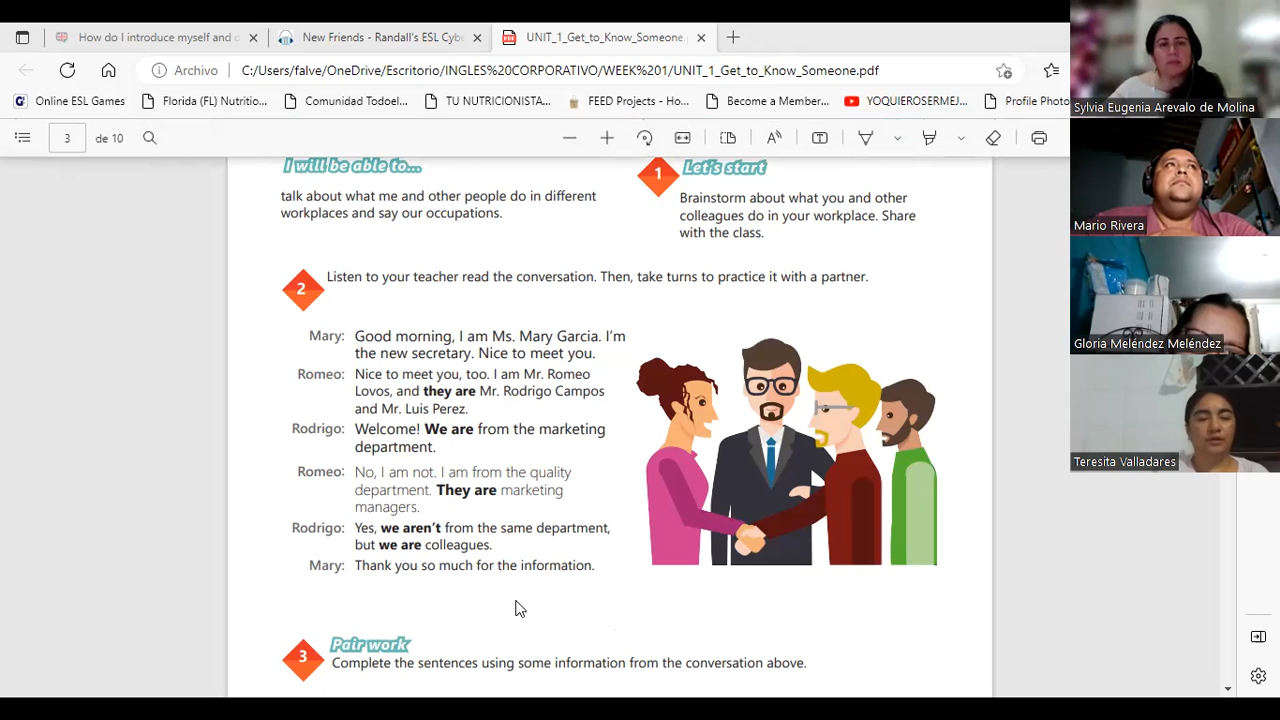 How do I introduce myself and
New Friends - Randall's ESL Cybe
UNIT_1_Get_to_Know_Someone.
Archivo
C:/Users/falve/OneDrive/Escritorio/INGLES%20CORPORATIVO/WEEK%201/UNIT_1_Get_to_Know_Someone.pdf
Online ESL Games
Florida (FL) Nutritio...
Comunidad Todoel...
TU NUTRICIONISTA...
FEED Projects - Ho...
Become a Member...
YOQUIEROSERMEJ...
Profile Photo
3
de 10
I will be able to...
talk about what me and other people do in different
workplaces and say our occupations.
1
Let's start
Brainstorm about what you and other
colleagues do in your workplace. Share
with the class.
2
Listen to your teacher read the conversation. Then, take turns to practice it with a partner.
Mary: Good morning, I am Ms. Mary Garcia. I'm
the new secretary. Nice to meet you.
Romeo: Nice to meet you, too. I am Mr. Romeo
Lovos, and they are Mr. Rodrigo Campos
and Mr. Luis Perez.
Rodrigo: Welcome! We are from the marketing
department.
Romeo: No, I am not. I am from the quality
department. They are marketing
managers.
Rodrigo: Yes, we aren't from the same department,
but we are colleagues.
Mary: Thank you so much for the information.
3
Pair work
Complete the sentences using some information from the conversation above.
Sylvia Eugenia Arevalo de Molina
Mario Rivera
Gloria Meléndez Meléndez
Teresita Valladares